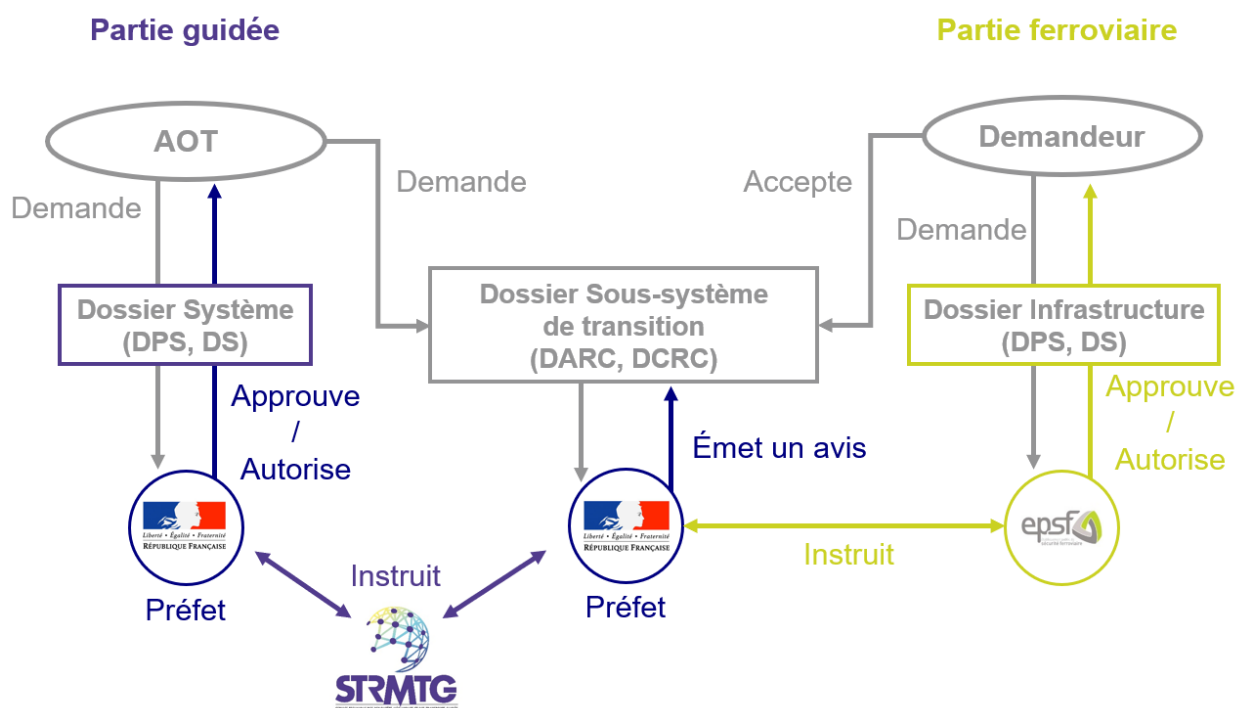 Partie guidée
Partie ferroviaire
AOT
Demandeur
Demande
Demande
Accepte
Demande
Dossier Système
(DPS, DS)
Dossier Sous-système
de transition
(DARC, DCRC)
Dossier Infrastructure
(DPS, DS)
Approuve
/
Autorise
Émet un avis
Approuve
/
Autorise
Liberté • Égalité • Fraternité
RÉPUBLIQUE FRANÇAISE
Préfet
Liberté • Égalité • Fraternité
RÉPUBLIQUE FRANÇAISE
Préfet
epsf
Instruit
Instruit
STRMTG